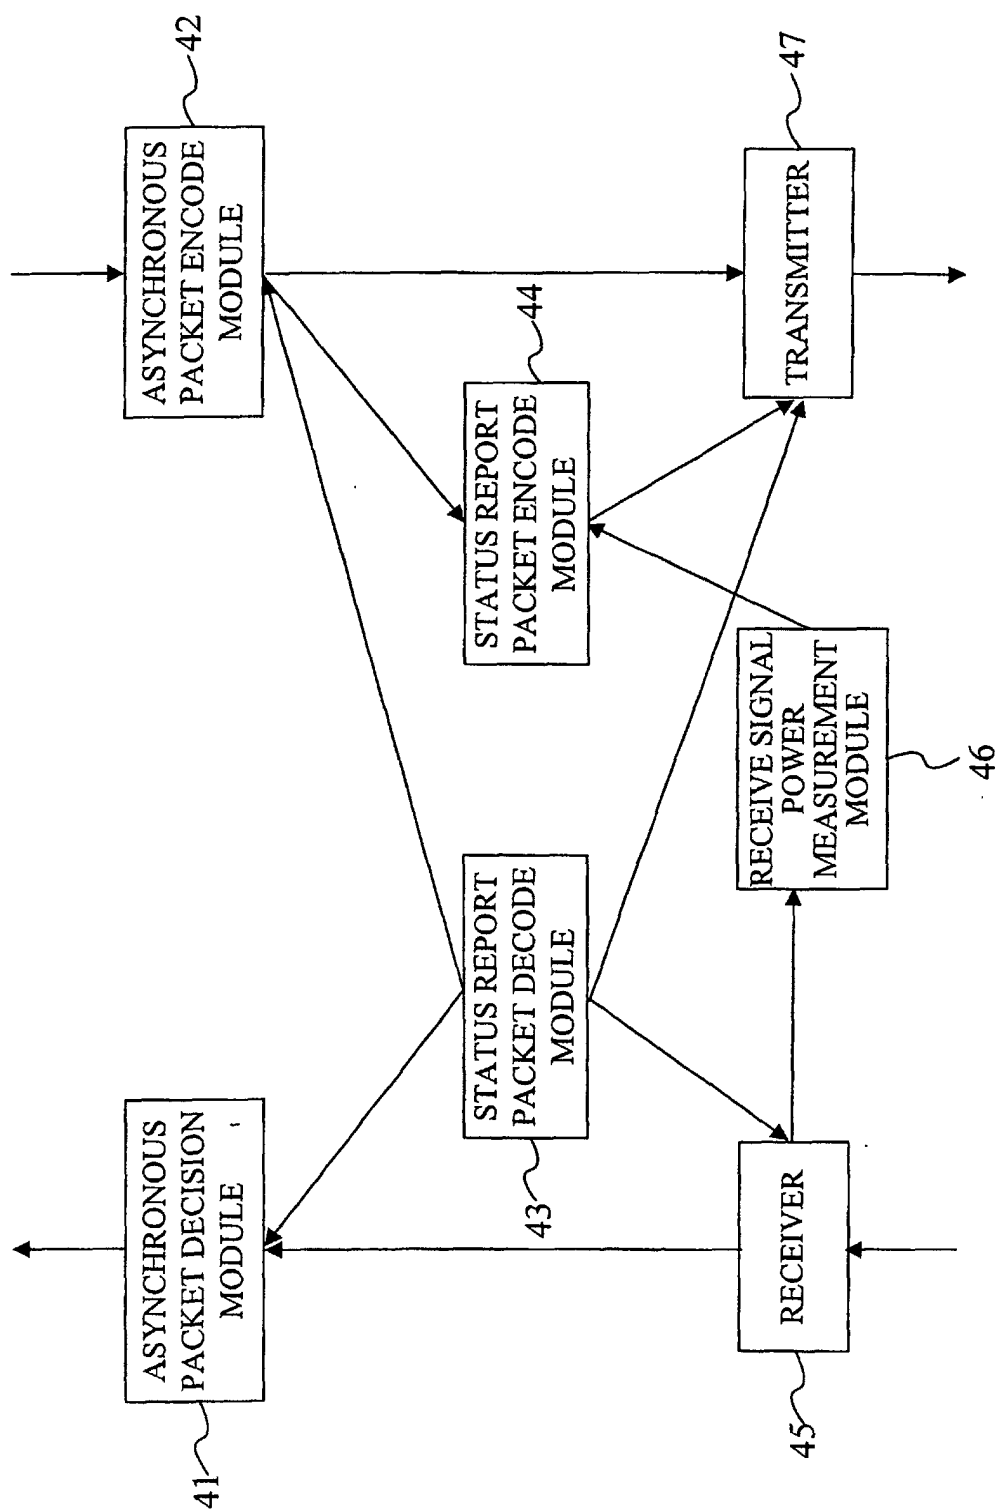 41
ASYNCHRONOUS
PACKET DECISION
MODULE
ASYNCHRONOUS
PACKET ENCODE
MODULE
42
43
STATUS REPORT
PACKET DECODE
MODULE
STATUS REPORT
PACKET ENCODE
MODULE
44
45
RECEIVER
RECEIVE SIGNAL
POWER
MEASUREMENT
MODULE
46
TRANSMITTER
47